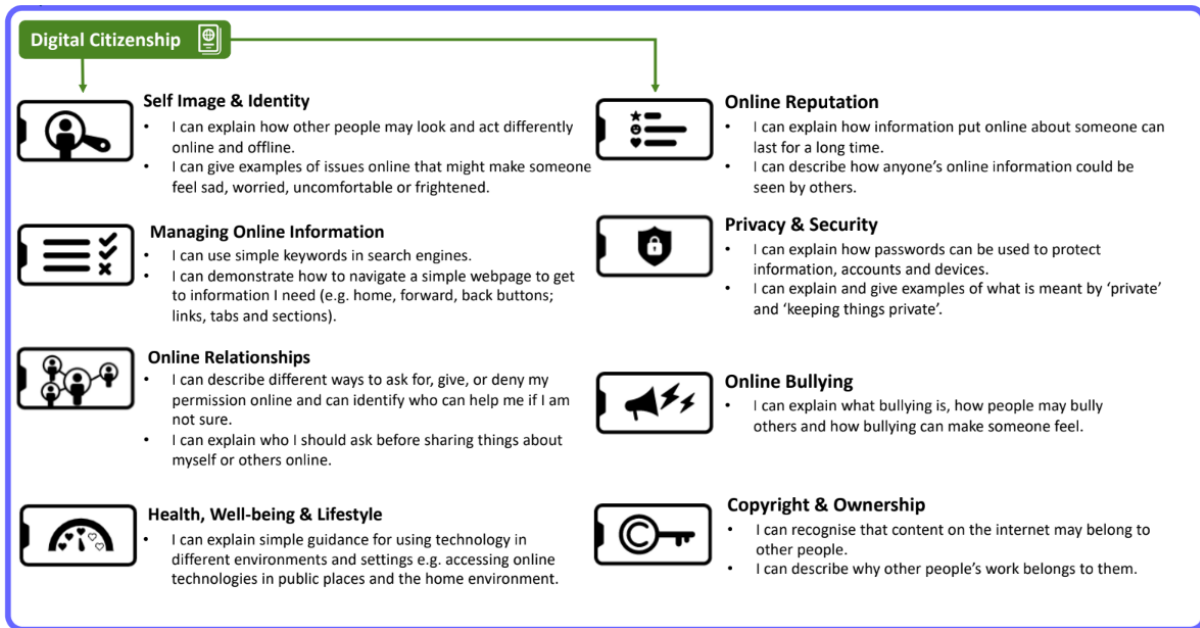 Digital Citizenship
Self Image & Identity
• I can explain how other people may look and act differently
online and offline.
• I can give examples of issues online that might make someone
feel sad, worried, uncomfortable or frightened.
Managing Online Information
• I can use simple keywords in search engines.
• I can demonstrate how to navigate a simple webpage to get
to information I need (e.g. home, forward, back buttons;
links, tabs and sections).
Online Relationships
• I can describe different ways to ask for, give, or deny my
permission online and can identify who can help me if I am
not sure.
• I can explain who I should ask before sharing things about
myself or others online.
Health, Well-being & Lifestyle
• I can explain simple guidance for using technology in
different environments and settings e.g. accessing online
technologies in public places and the home environment.
Online Reputation
• I can explain how information put online about someone can
last for a long time.
• I can describe how anyone’s online information could be
seen by others.
Privacy & Security
• I can explain how passwords can be used to protect
information, accounts and devices.
• I can explain and give examples of what is meant by ‘private’
and ‘keeping things private’.
Online Bullying
• I can explain what bullying is, how people may bully
others and how bullying can make someone feel.
Copyright & Ownership
• I can recognise that content on the internet may belong to
other people.
• I can describe why other people’s work belongs to them.